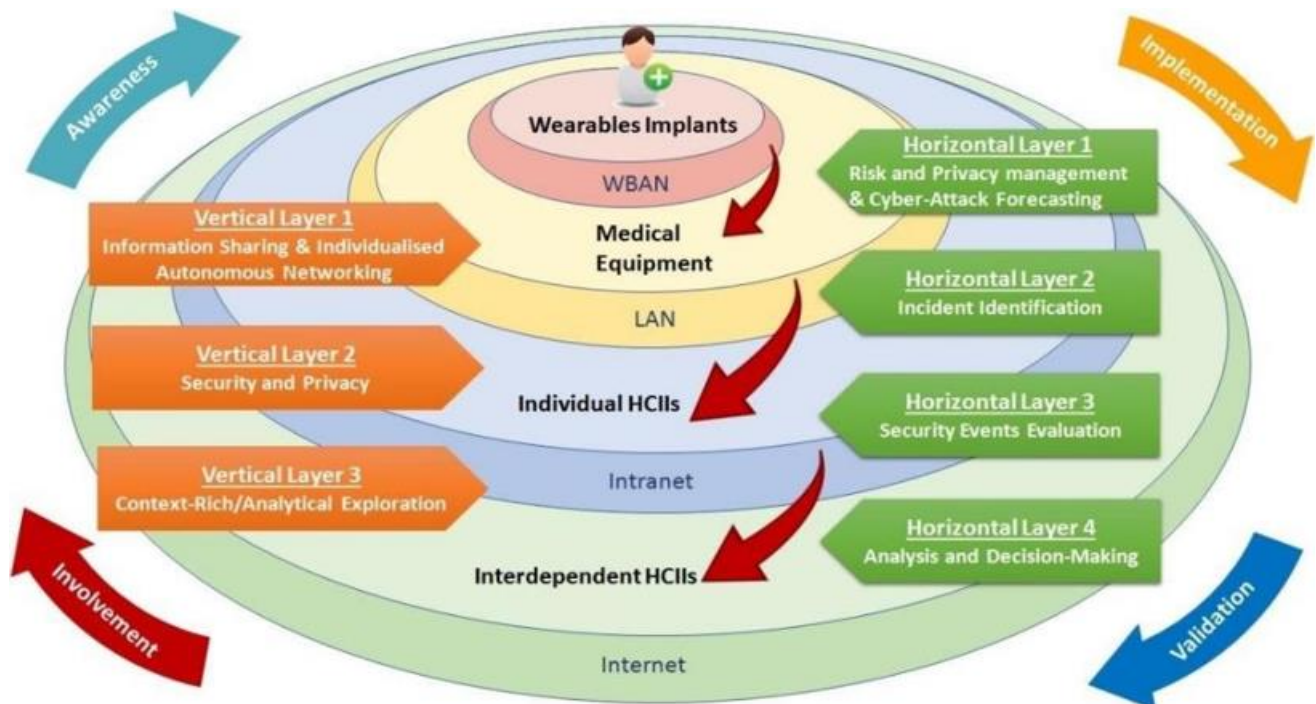 Awareness
Implementation
Wearables Implants
WBAN
Horizontal Layer 1
Risk and Privacy management
& Cyber-Attack Forecasting
Vertical Layer 1
Information Sharing & Individualised
Autonomous Networking
Medical
Equipment
Horizontal Layer 2
Incident Identification
LAN
Vertical Layer 2
Security and Privacy
Individual HCIIs
Horizontal Layer 3
Security Events Evaluation
Vertical Layer 3
Context-Rich/Analytical Exploration
Intranet
Horizontal Layer 4
Analysis and Decision-Making
Interdependent HCIIs
Involvement
Validation
Internet